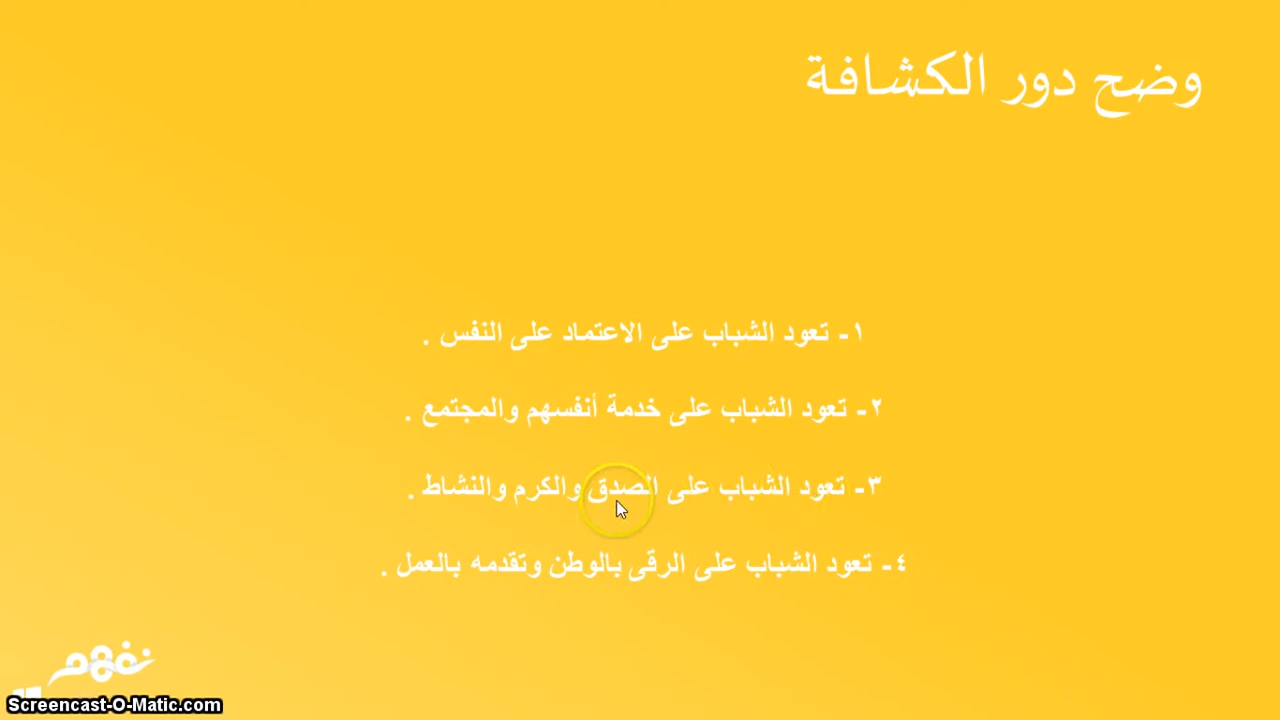 وضح دور الكشافة
١- تعود الشباب على الاعتماد على النفس .
٢- تعود الشباب على خدمة أنفسهم والمجتمع .
٣- تعود الشباب على الصدق والكرم والنشاط .
٤- تعود الشباب على الرقى بالوطن وتقدمه بالعمل .
نفهم
Screencast-O-Matic.com